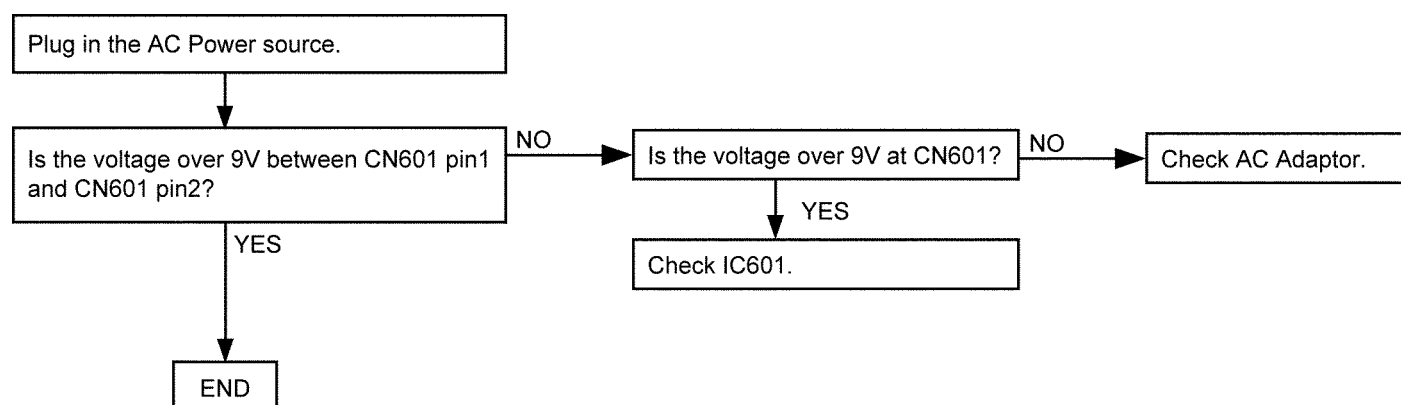 Plug in the AC Power source.
Is the voltage over 9V between CN601 pin1
and CN601 pin2?
NO
Is the voltage over 9V at CN601?
NO
Check AC Adaptor.
YES
Check IC601.
YES
END